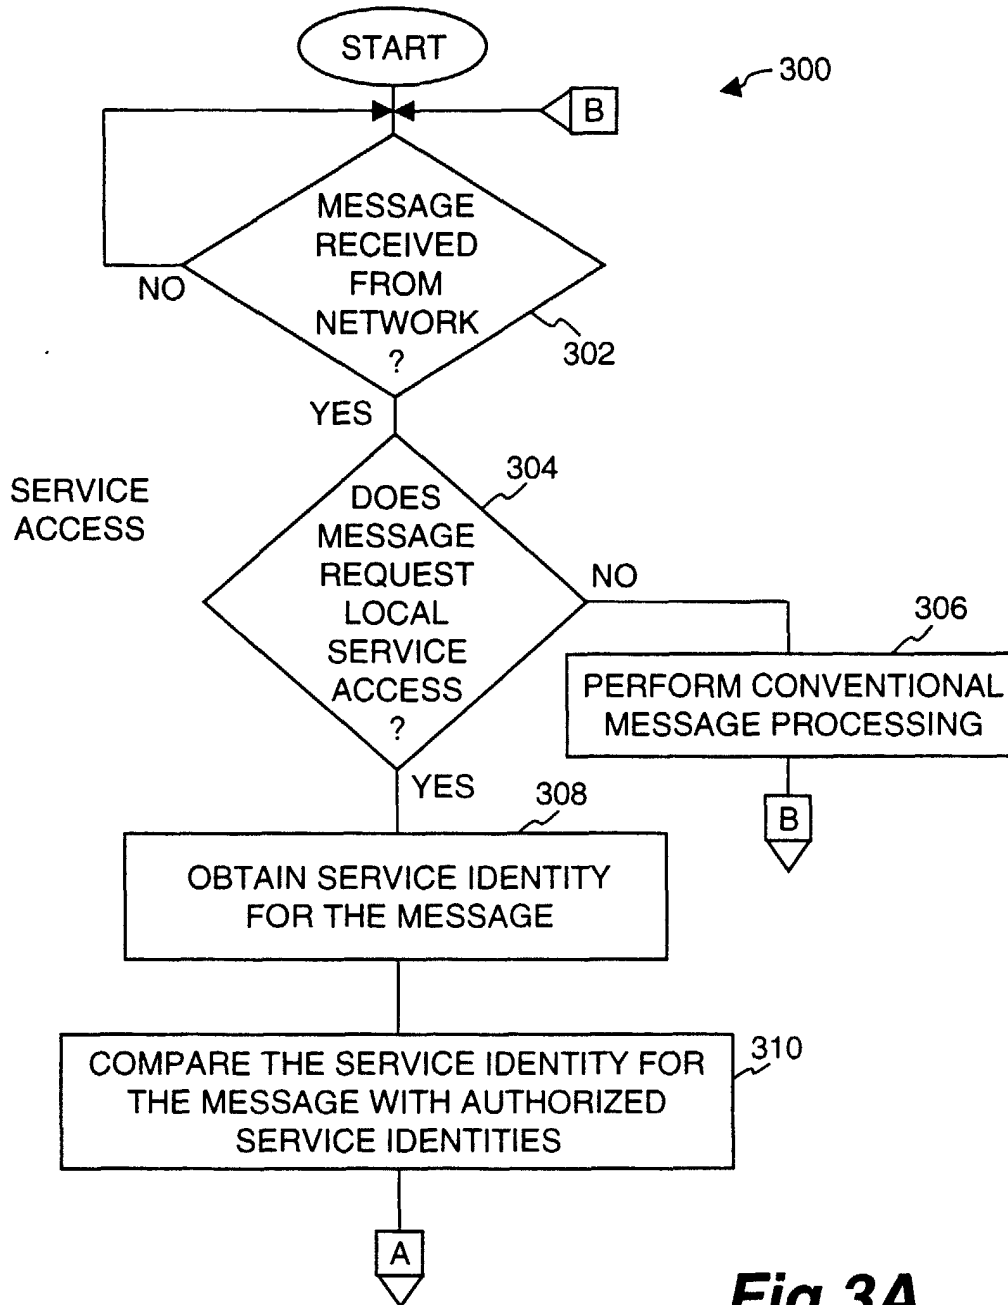 START
300
B
MESSAGE
RECEIVED
FROM
NETWORK
?
NO
302
YES
SERVICE
ACCESS
304
DOES
MESSAGE
REQUEST
LOCAL
SERVICE
ACCESS
?
NO
306
PERFORM CONVENTIONAL
MESSAGE PROCESSING
B
YES
308
OBTAIN SERVICE IDENTITY
FOR THE MESSAGE
310
COMPARE THE SERVICE IDENTITY FOR
THE MESSAGE WITH AUTHORIZED
SERVICE IDENTITIES
A
Fig 3A